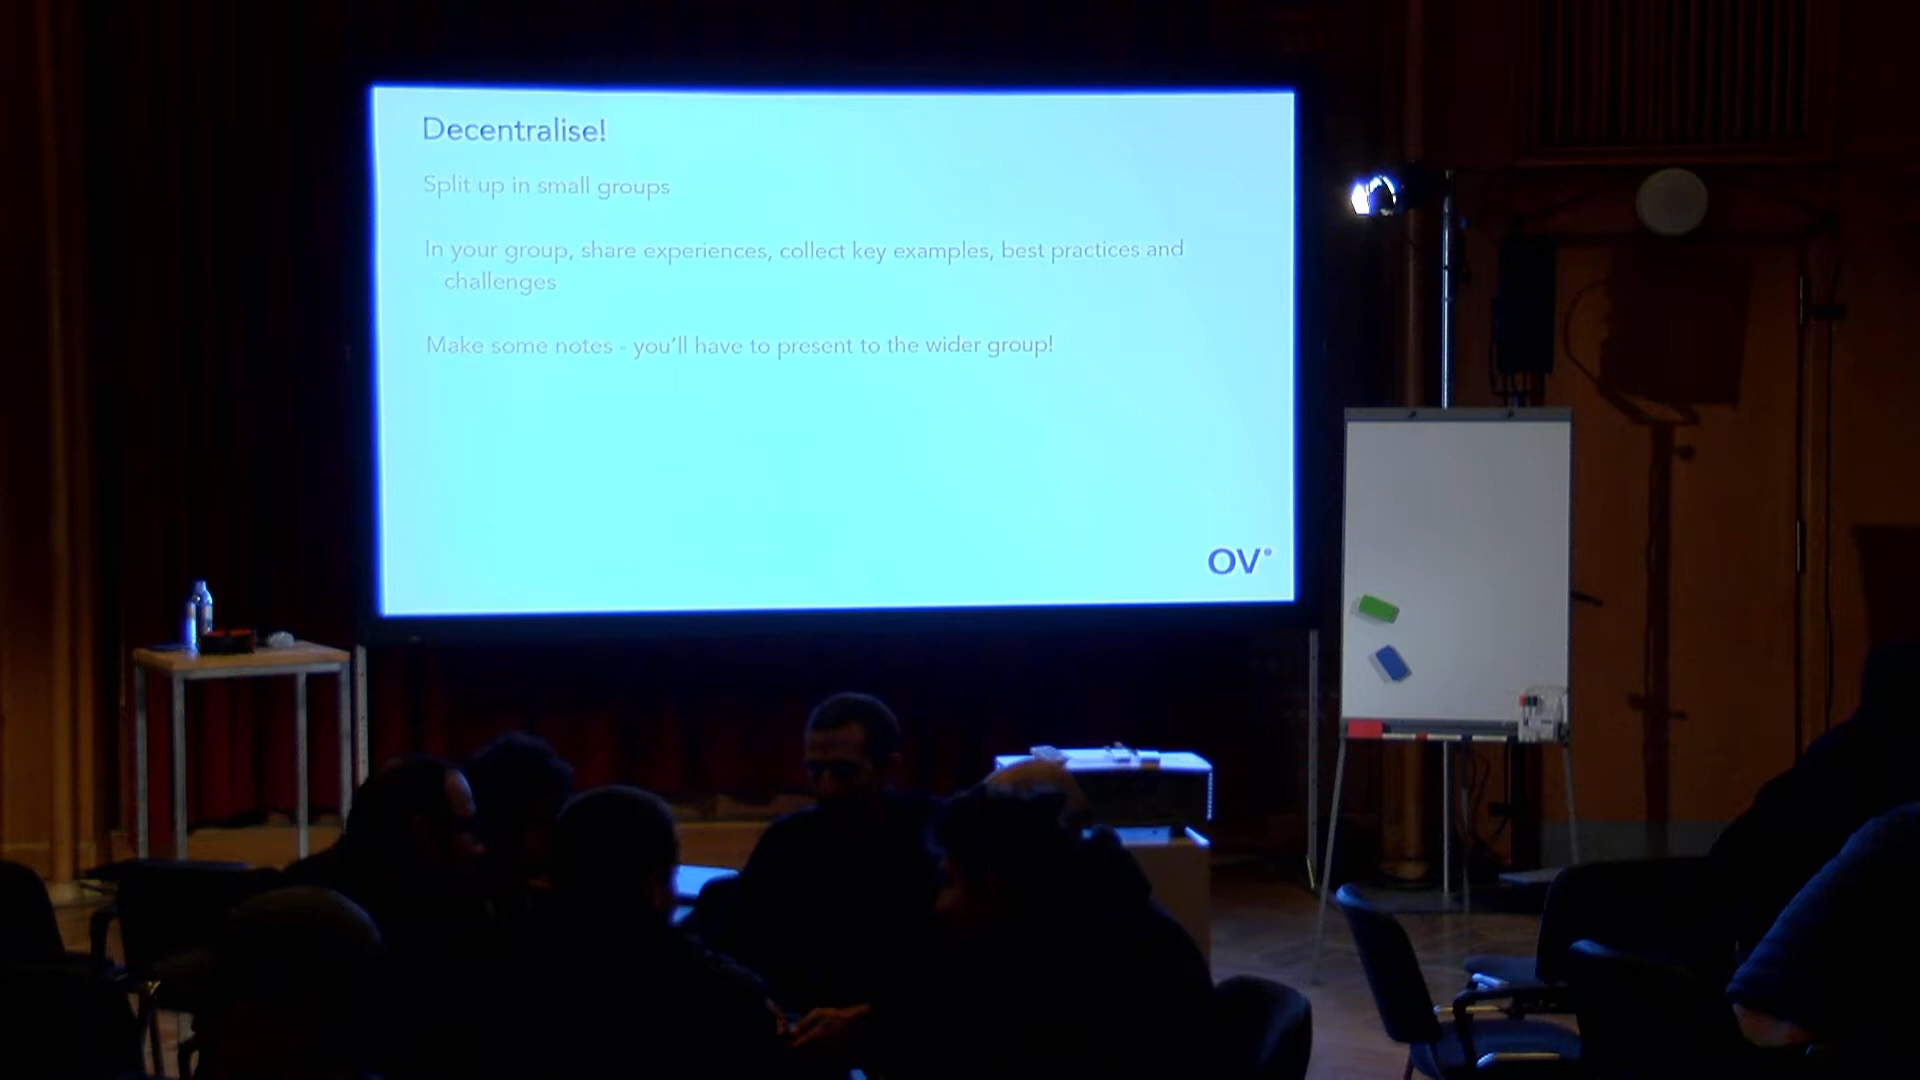 Decentralise!
Split up in small groups
In your group, share experiences, collect key examples, best practices and
challenges
Make some notes - you'll have to present to the wider group!
OV°